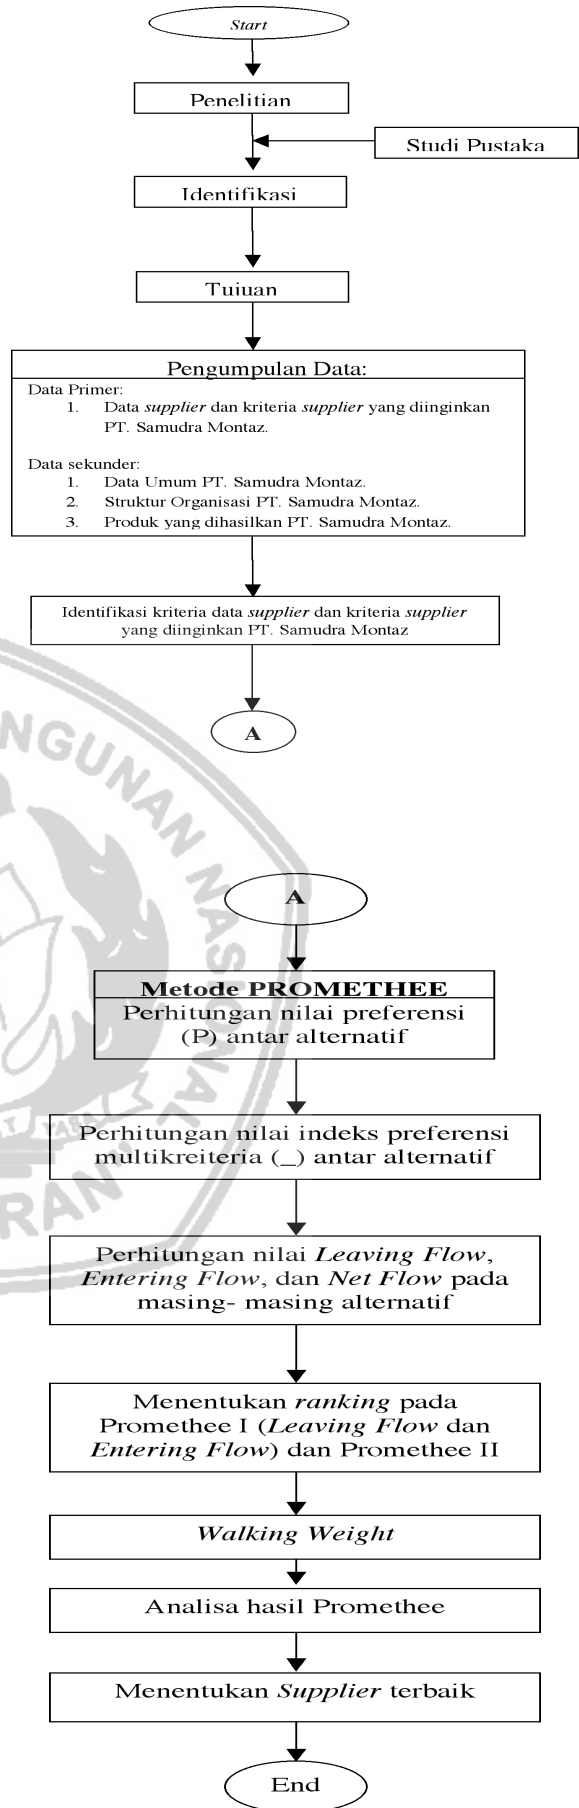 Start
Penelitian
Studi Pustaka
Identifikasi
Tujuan
Pengumpulan Data:
Data Primer:
1. Data supplier dan kriteria supplier yang diinginkan
PT. Samudra Montaz.
Data sekunder:
1. Data Umum PT. Samudra Montaz.
2. Struktur Organisasi PT. Samudra Montaz.
3. Produk yang dihasilkan PT. Samudra Montaz.
Identifikasi kriteria data supplier dan kriteria supplier
yang diinginkan PT. Samudra Montaz
A
A
Metode PROMETHEE
Perhitungan nilai preferensi
(P) antar alternatif
Perhitungan nilai indeks preferensi
multikreiteria (_) antar alternatif
Perhitungan nilai Leaving Flow,
Entering Flow, dan Net Flow pada
masing- masing alternatif
Menentukan ranking pada
Promethee I (Leaving Flow dan
Entering Flow) dan Promethee II
Walking Weight
Analisa hasil Promethee
Menentukan Supplier terbaik
End